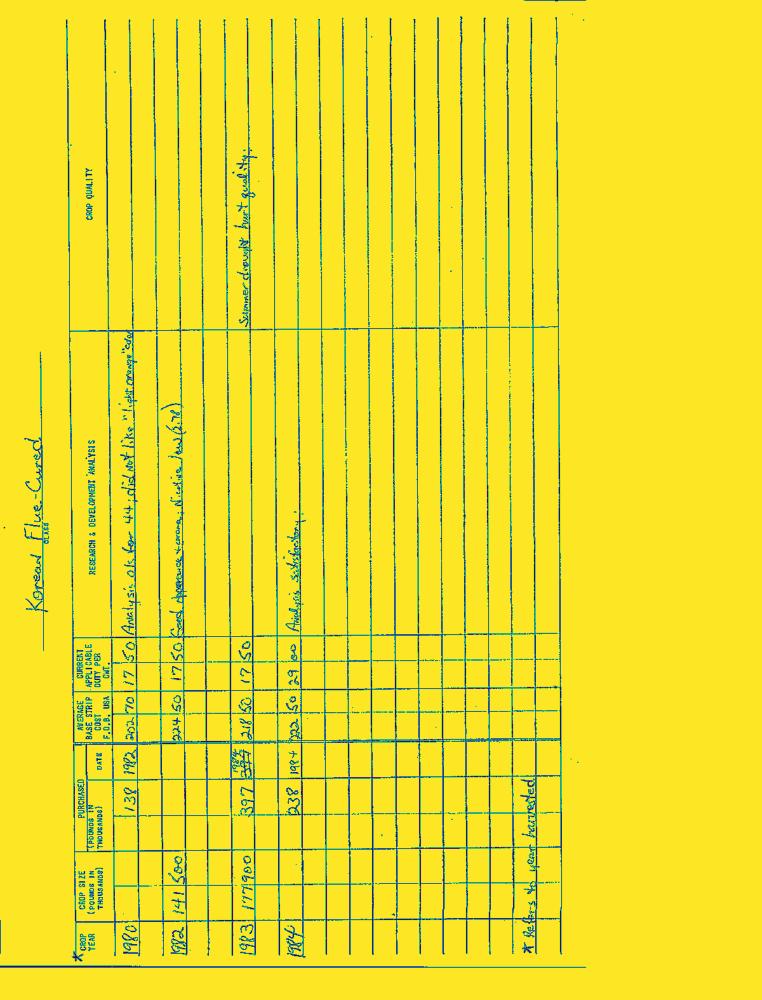 Korean Flue-Cured
CLASS
* CROP YEAR CROP SIZE (POUNDS IN THOUSANDS) PURCHASED (POUNDS IN THOUSANDS) DATE AVERAGE BASE STRIP COST F.O.B. USA CURRENT APPLICABLE DUTY PER CWT. RESEARCH & DEVELOPMENT ANALYSIS CROP QUALITY
1980 138 1982 202 70 17 50 Analysis ok for 44; did not like "light orange" color
1982 141 500 224 50 17 50 Good appearance + aroma; Nicotine low (2.78)
1983 177 900 397 1984 218 50 17 50 Summer drought hurt quality;
1984 238 1984 222 50 29 00 Analysis satisfactory;
* Refers to year harvested